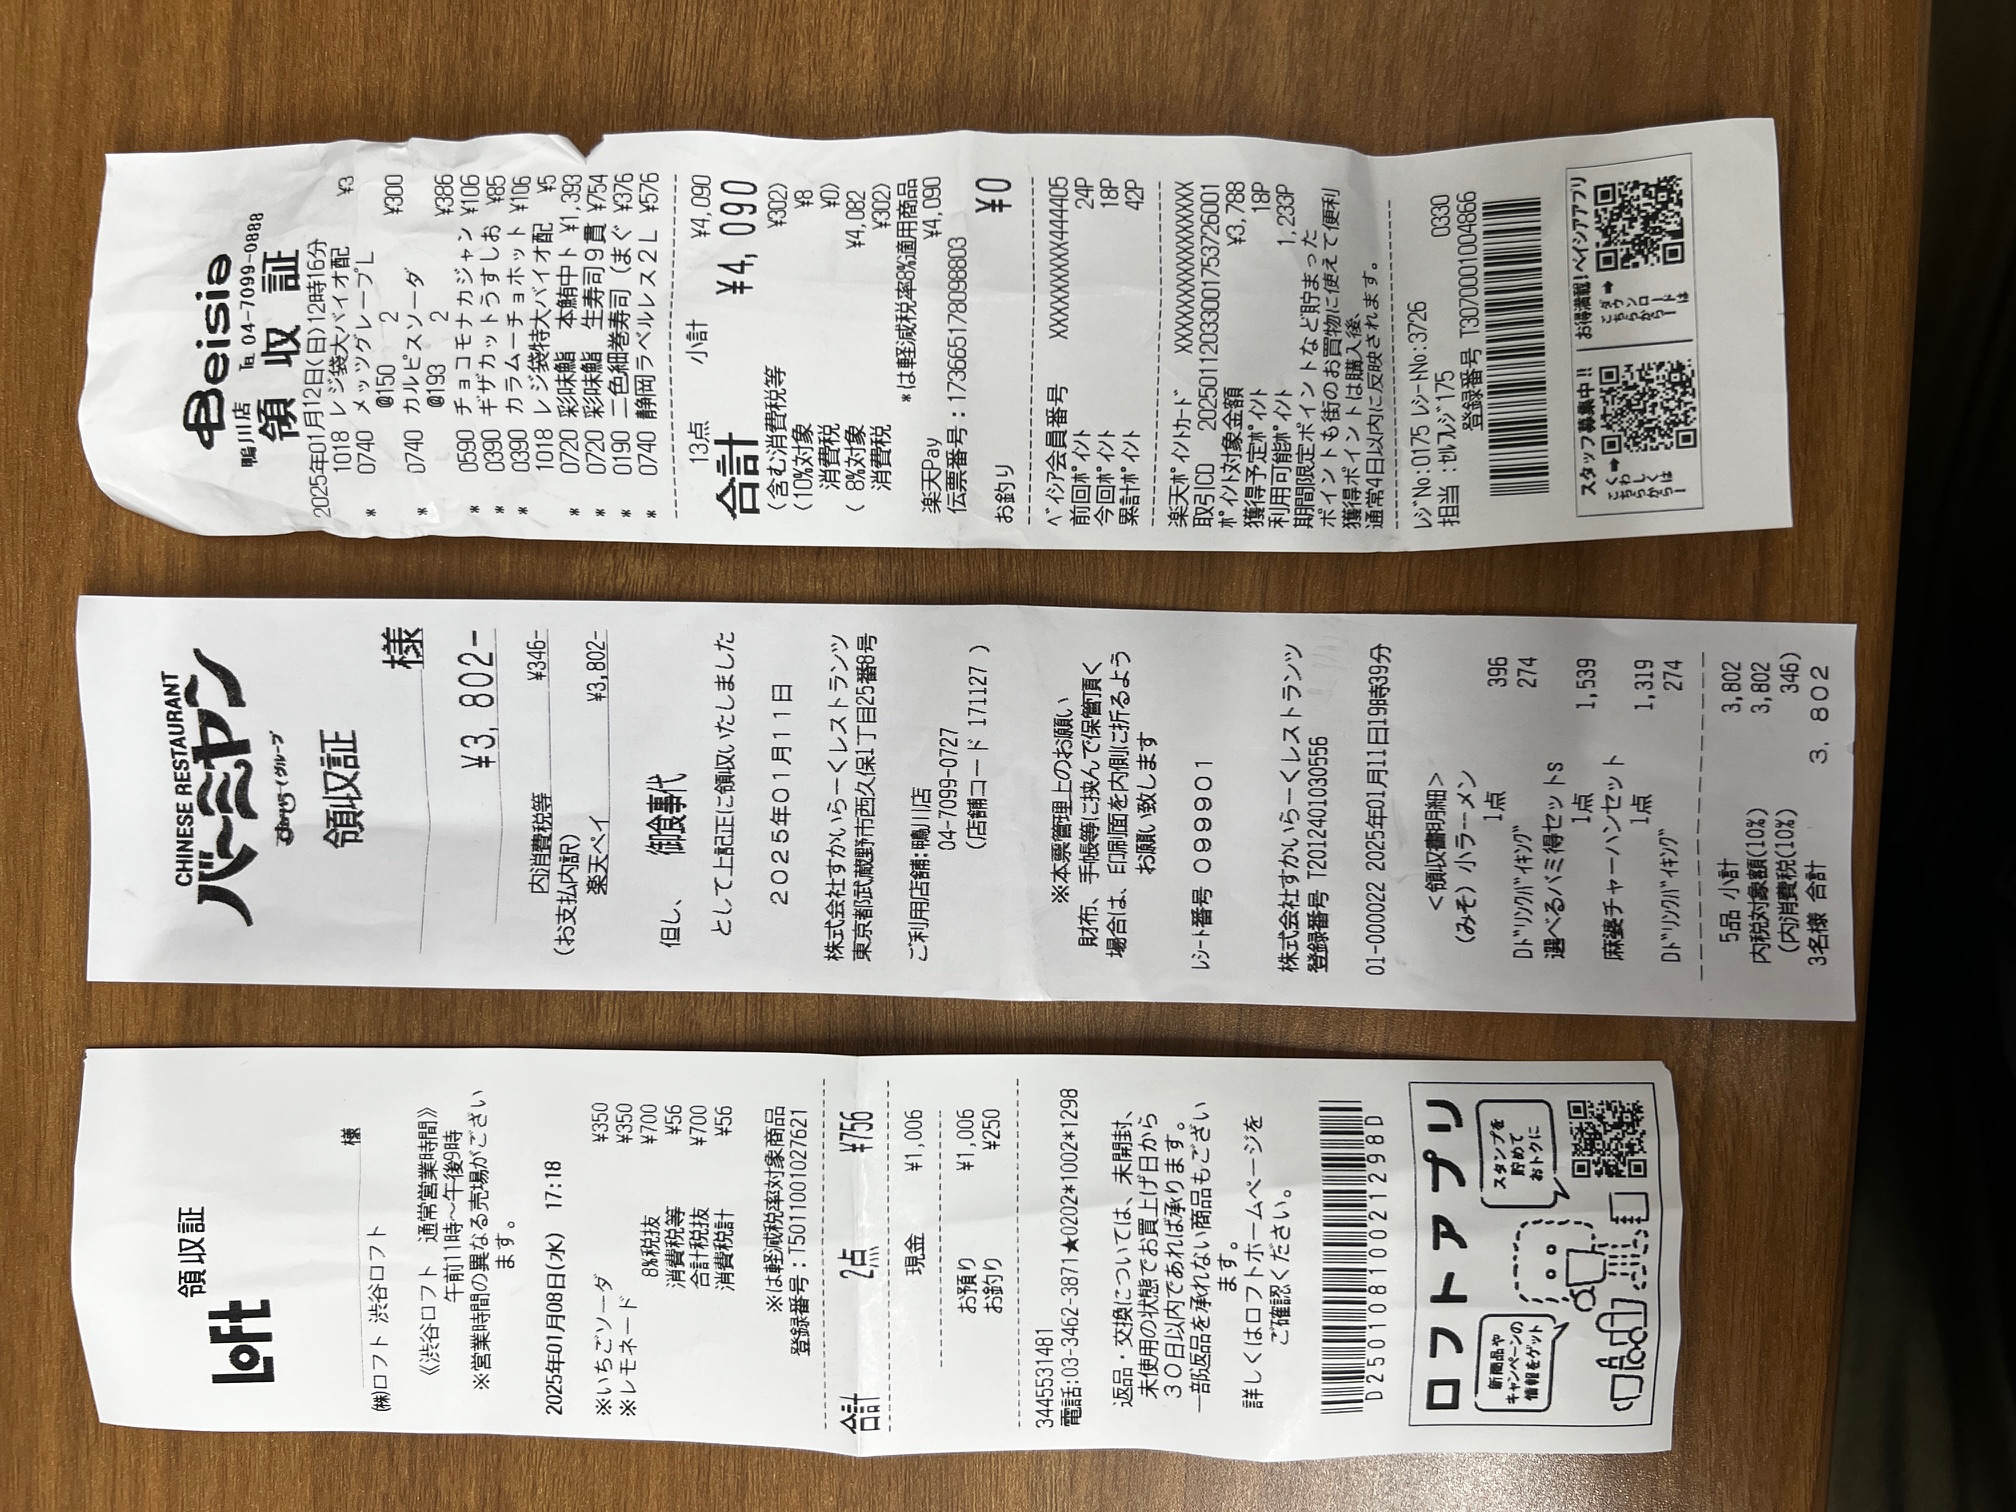 領収証
LOFT
様
㈱ロフト 渋谷ロフト
《渋谷ロフト 通常営業時間》
午前11時～午後9時
※営業時間の異なる売場がござい
ます。
2025年01月08日(水) 17:18
※いちごソーダ ¥350
※レモネード ¥350
8%税抜 ¥700
消費税等 ¥56
合計税抜 ¥700
消費税計 ¥56
※は軽減税率対象商品
登録番号：T5011001027621
合計 2点 ¥756
現金 ¥1,006
お預り ¥1,006
お釣り ¥250
3445531481
電話:03-3462-3871★0202*1002*1298
返品・交換については、未開封、
未使用の状態でお買上げ日から
３０日以内であれば承ります。
一部返品を承れない商品もござい
ます。
詳しくはロフトホームページを
ご確認ください。
D250108100021298D
ロフトアプリ
新商品や
キャンペーンの
情報をゲット
スタンプを
貯めて
おトクに
CHINESE RESTAURANT
バーミヤン
すかいらーくグループ
領収証
様
¥3,802-
内消費税等 ¥346-
(お支払内訳)
楽天ペイ ¥3,802-
但し、 御食事代
として上記正に領収いたしました
２０２５年０１月１１日
株式会社すかいらーくレストランツ
東京都武蔵野市西久保1丁目25番8号
ご利用店舗:鴨川店
04-7099-0727
(店舗コード 171127 )
※本票管理上のお願い
財布、手帳等に挟んで保管頂く
場合は、印刷面を内側に折るよう
お願い致します
ﾚｼｰﾄ番号 ０９９９０１
株式会社すかいらーくレストランツ
登録番号 T2012401030556
01-000022 2025年01月11日19時39分
＜領収書明細＞
(みそ）小ラーメン
1点 396
Dﾄﾞﾘﾝｸﾊﾞｲｷﾝｸﾞ 274
選べるバミ得セットS
1点 1,539
麻婆チャーハンセット
1点 1,319
Dﾄﾞﾘﾝｸﾊﾞｲｷﾝｸﾞ 274
5品 小計 3,802
内税対象額(10%) 3,802
(内消費税(10%) 346)
3名様 合計 ３，８０２
Beisia
鴨川店 ℡ 04-7099-0888
領収証
2025年01月12日(日)12時16分
1018 レジ袋大バイオ配 ¥3
* 0740 メッツグレープL
@150 2 ¥300
* 0740 カルピスソーダ
@193 2 ¥386
* 0590 チョコモナカジャン ¥106
* 0390 ギザカットうすしお ¥85
* 0390 カラムーチョホット ¥106
1018 レジ袋特大バイオ配 ¥5
* 0720 彩味鮨 本鮪中ト ¥1,393
* 0720 彩味鮨 生寿司９貫 ¥754
* 0190 二色細巻寿司（まぐ ¥376
* 0740 静岡ラベルレス２L ¥576
13点 小計 ¥4,090
合計 ¥4,090
(含む消費税等 ¥302)
(10%対象 ¥8
消費税 ¥0)
( 8%対象 ¥4,082
消費税 ¥302)
*は軽減税率8%適用商品
楽天Pay ¥4,090
伝票番号：173665178098803
お釣り ¥0
ﾍﾞｲｼｱ会員番号 XXXXXXXXX444405
前回ﾎﾟｲﾝﾄ 24P
今回ﾎﾟｲﾝﾄ 18P
累計ﾎﾟｲﾝﾄ 42P
楽天ﾎﾟｲﾝﾄｶｰﾄﾞ XXXXXXXXXXXXXXXX
取引CD 20250112033001753726001
ﾎﾟｲﾝﾄ対象金額 ¥3,788
獲得予定ﾎﾟｲﾝﾄ 18P
利用可能ﾎﾟｲﾝﾄ 1,233P
期間限定ポイントなど貯まった
ポイントも街のお買物に使えて便利
獲得ポイントは購入後、
通常4日以内に反映されます。
ﾚｼﾞNo:0175 ﾚｼｰﾄNo:3726
担当：ｾﾙﾌﾚｼﾞ175 0330
登録番号 T3070001004866
スタッフ募集中!!
くわしくは
こちらから！
お得満載！ベイシアアプリ
ダウンロードは
こちらから！